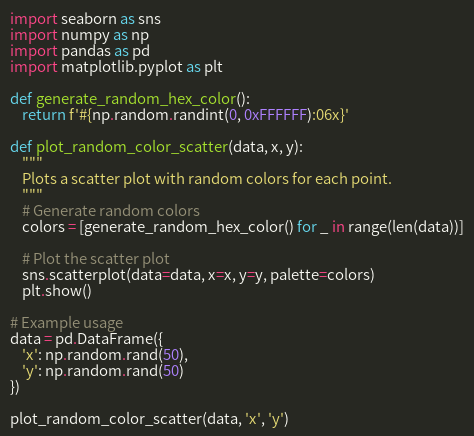 import seaborn as sns
import numpy as np
import pandas as pd
import matplotlib.pyplot as plt

def generate_random_hex_color():
    return f'#{np.random.randint(0, 0xFFFFFF):06x}'

def plot_random_color_scatter(data, x, y):
    """
    Plots a scatter plot with random colors for each point.
    """
    # Generate random colors
    colors = [generate_random_hex_color() for _ in range(len(data))]

    # Plot the scatter plot
    sns.scatterplot(data=data, x=x, y=y, palette=colors)
    plt.show()

# Example usage
data = pd.DataFrame({
    'x': np.random.rand(50),
    'y': np.random.rand(50)
})

plot_random_color_scatter(data, 'x', 'y')